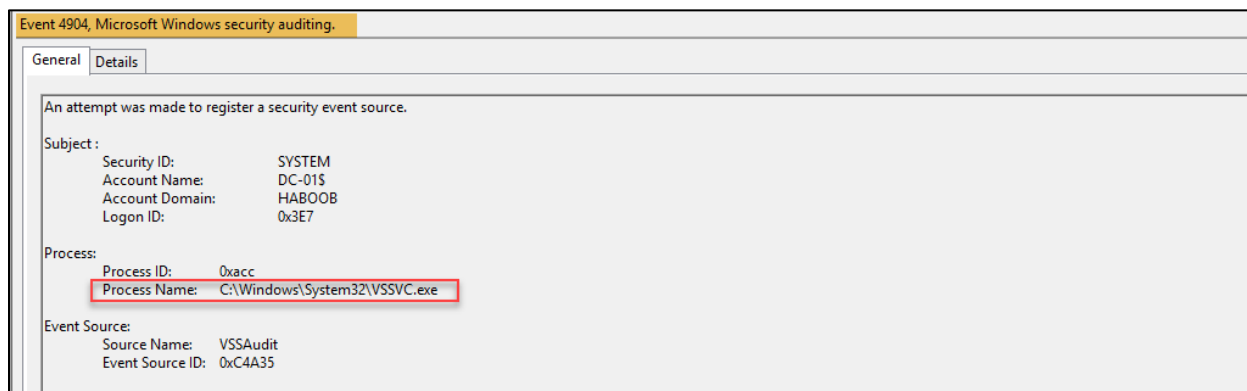 Event 4904, Microsoft Windows security auditing.
General Details
An attempt was made to register a security event source.
Subject :
Security ID: SYSTEM
Account Name: DC-01$
Account Domain: HABOOB
Logon ID: 0x3E7
Process:
Process ID: 0xacc
Process Name: C:\Windows\System32\VSSVC.exe
Event Source:
Source Name: VSSAudit
Event Source ID: 0xC4A35